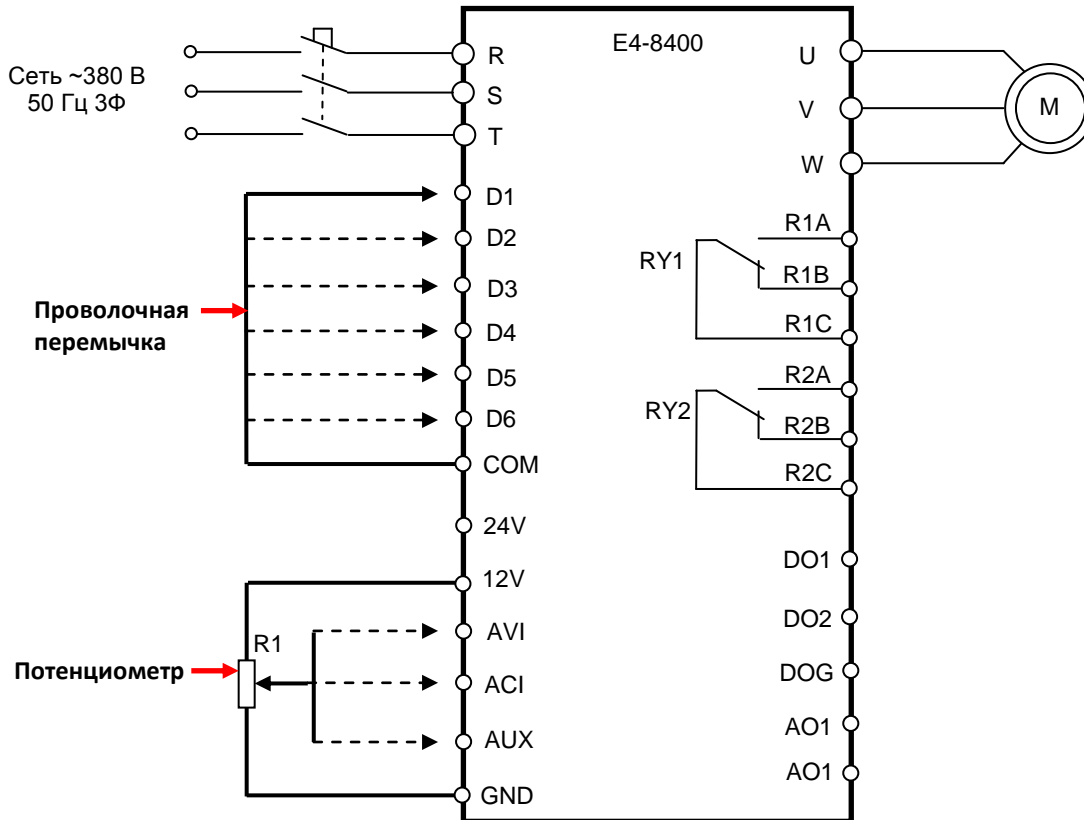 E4-8400
Сеть ~380 В
50 Гц 3Ф
R
S
T
D1
D2
D3
D4
D5
D6
COM
24V
12V
AVI
ACI
AUX
GND
Проволочная
перемычка
R1
Потенциометр
U
V
W
M
RY1
R1A
R1B
R1C
RY2
R2A
R2B
R2C
DO1
DO2
DOG
AO1
AO1